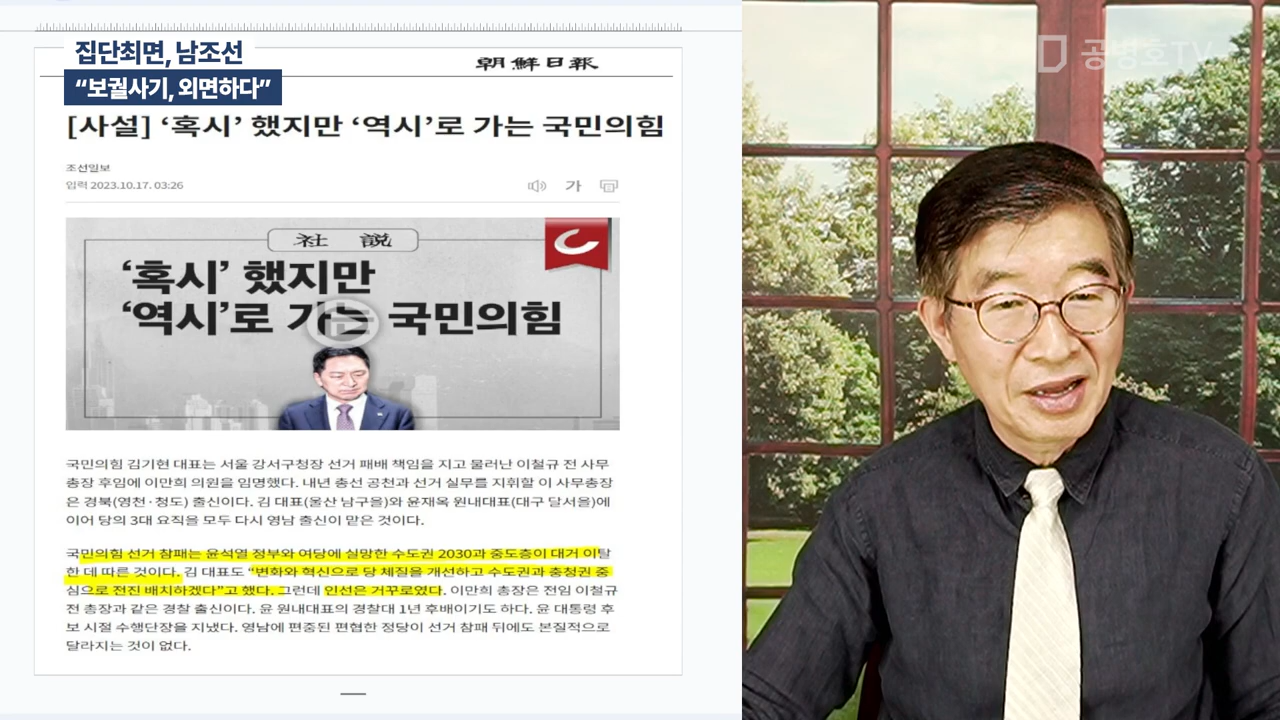 집단최면, 남조선
“보궐사기, 외면하다”
朝鮮日報
공병호TV
[사설] ‘혹시’ 했지만 ‘역시’로 가는 국민의힘
조선일보
입력 2023.10.17. 03:26
가
社 說
‘혹시’ 했지만
‘역시’로 가는 국민의힘
국민의힘 김기현 대표는 서울 강서구청장 선거 패배 책임을 지고 물러난 이철규 전 사무
총장 후임에 이만희 의원을 임명했다. 내년 총선 공천과 선거 실무를 지휘할 이 사무총장
은 경북(영천·청도) 출신이다. 김 대표(울산 남구을)와 윤재옥 원내대표(대구 달서을)에
이어 당의 3대 요직을 모두 다시 영남 출신이 맡은 것이다.
국민의힘 선거 참패는 윤석열 정부와 여당에 실망한 수도권 2030과 중도층이 대거 이탈
한 데 따른 것이다. 김 대표도 “변화와 혁신으로 당 체질을 개선하고 수도권과 충청권 중
심으로 전진 배치하겠다”고 했다. 그런데 인선은 거꾸로였다. 이만희 총장은 전임 이철규
전 총장과 같은 경찰 출신이다. 윤 원내대표의 경찰대 1년 후배이기도 하다. 윤 대통령 후
보 시절 수행단장을 지냈다. 영남에 편중된 편협한 정당이 선거 참패 뒤에도 본질적으로
달라지는 것이 없다.